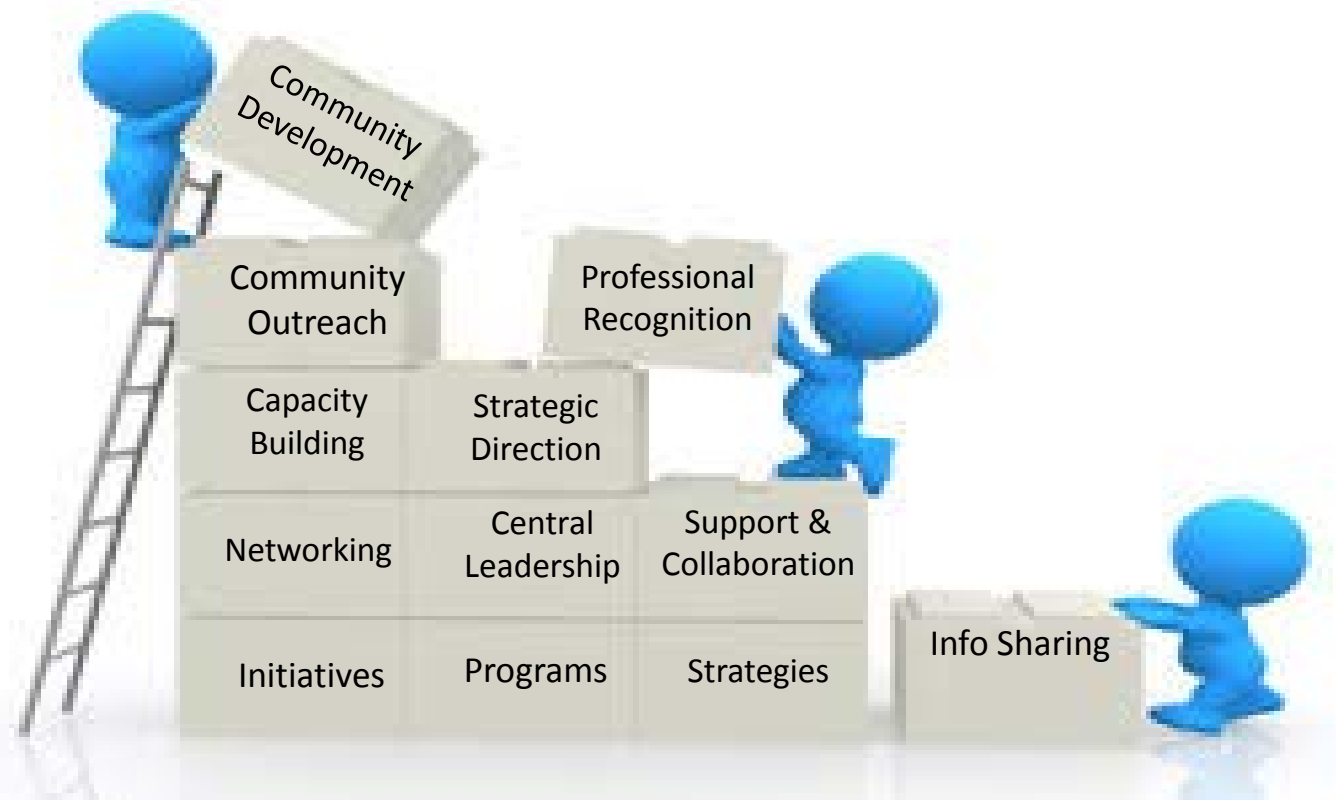 Community
Development
Community
Outreach
Professional
Recognition
Capacity
Building
Strategic
Direction
Networking
Central
Leadership
Support &
Collaboration
Initiatives
Programs
Strategies
Info Sharing